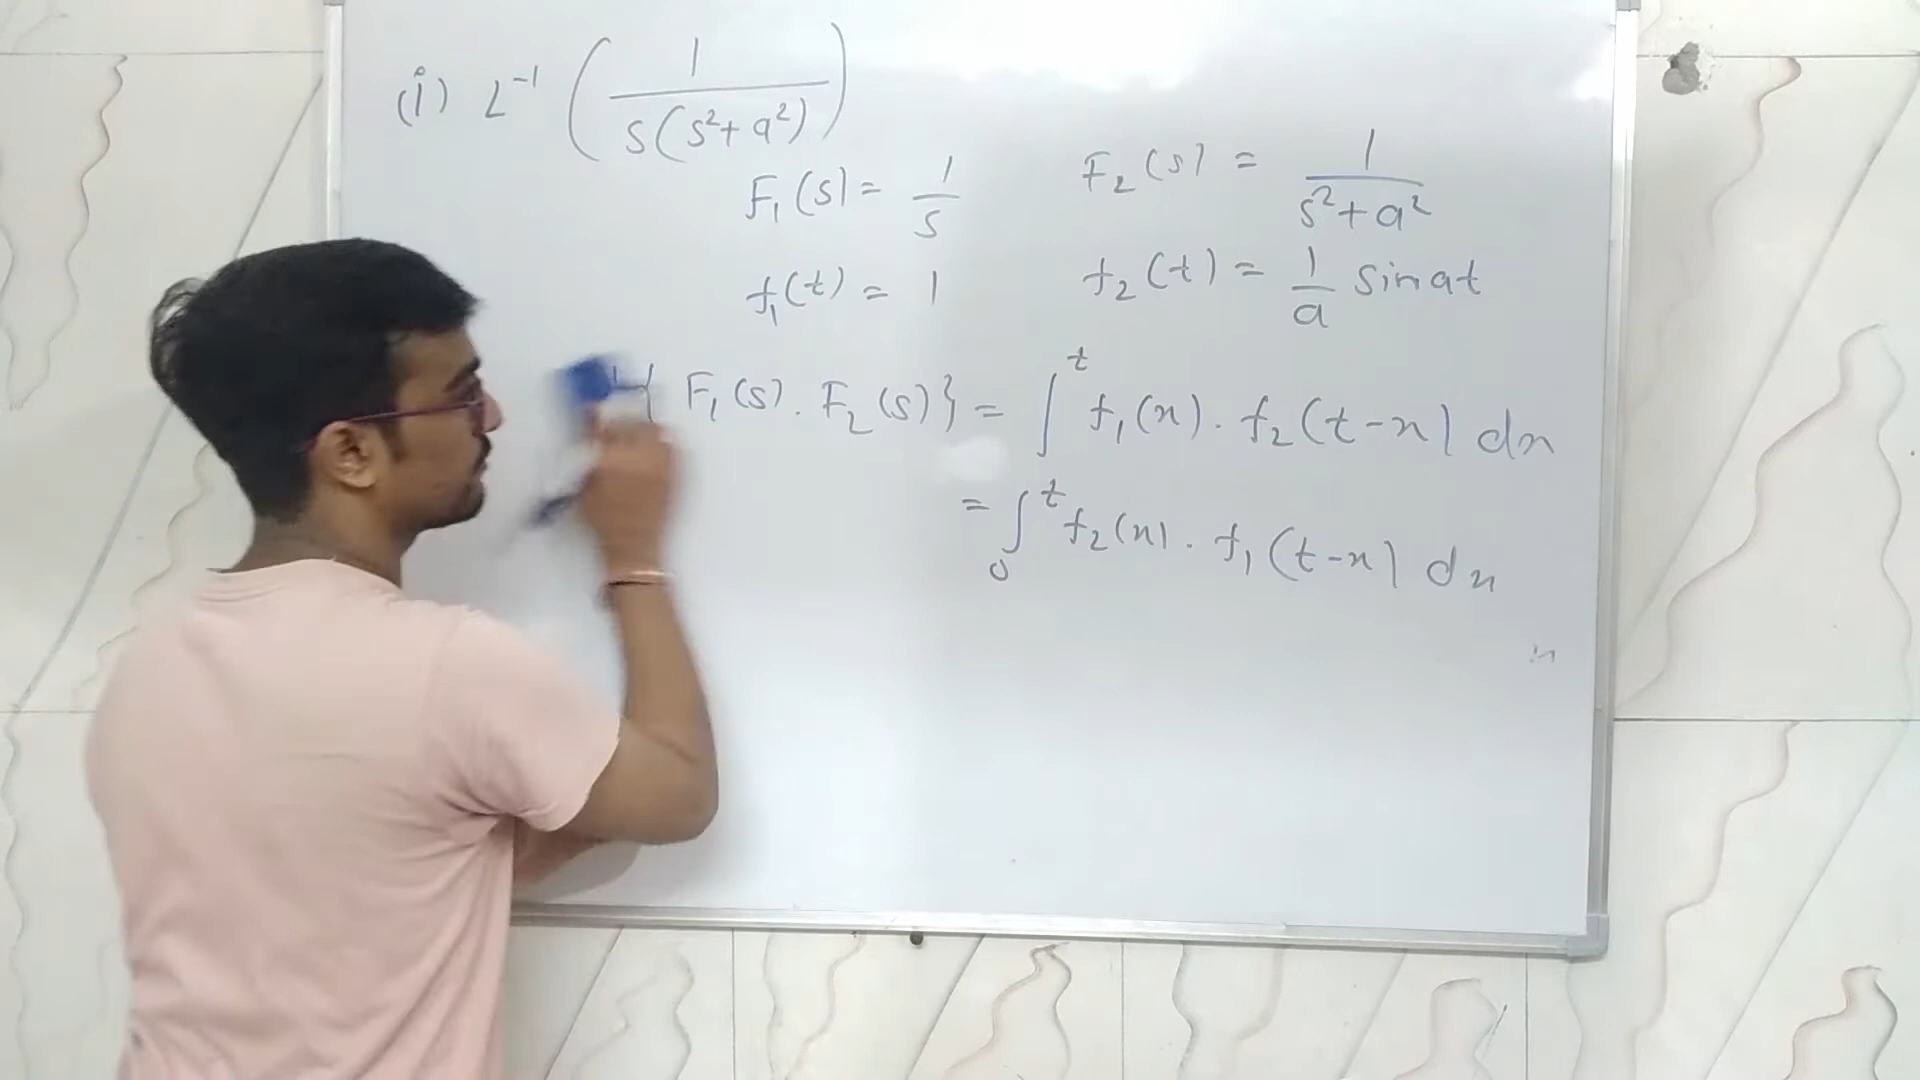 (i) L⁻¹ ( 1 / s(s²+a²) )
F₁(s) = 1/s F₂(s) = 1 / s²+a²
f₁(t) = 1 f₂(t) = 1/a sin at
{ F₁(s) . F₂(s) } = ∫^t f₁(x) . f₂(t-x) dx
= ∫₀^t f₂(x) . f₁(t-x) dx